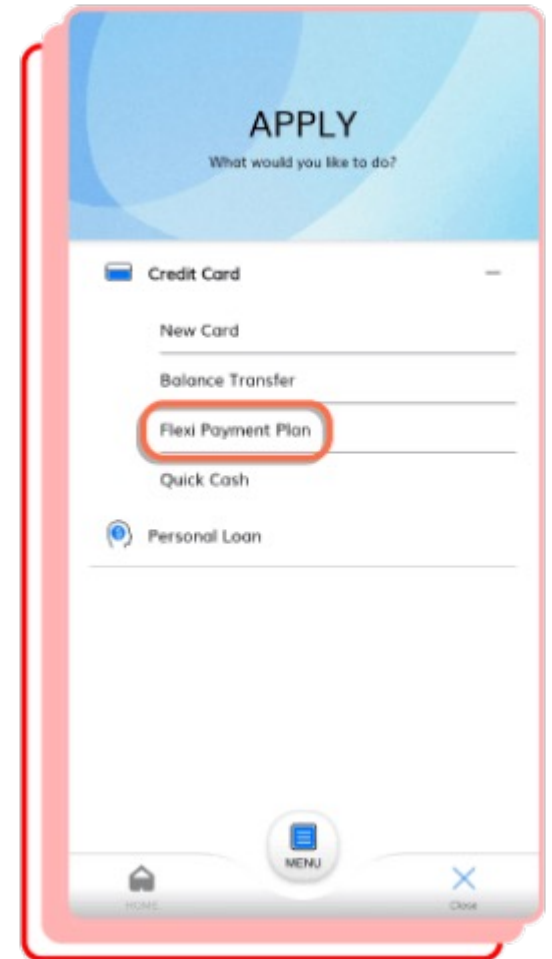 APPLY
What would you like to do?
Credit Card
New Card
Balance Transfer
Flexi Payment Plan
Quick Cash
Personal Loan
MENU
HOME
Close